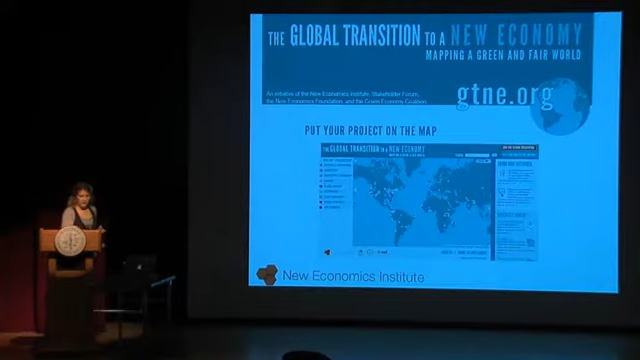 THE GLOBAL TRANSITION TO A NEW ECONOMY
MAPPING A GREEN AND FAIR WORLD
An initiative of the New Economics Institute, Stakeholder Forum,
the New Economics Foundation, and the Green Economy Coalition.
gtne.org
PUT YOUR PROJECT ON THE MAP
THE GLOBAL TRANSITION TO A NEW ECONOMY
New Economics Institute